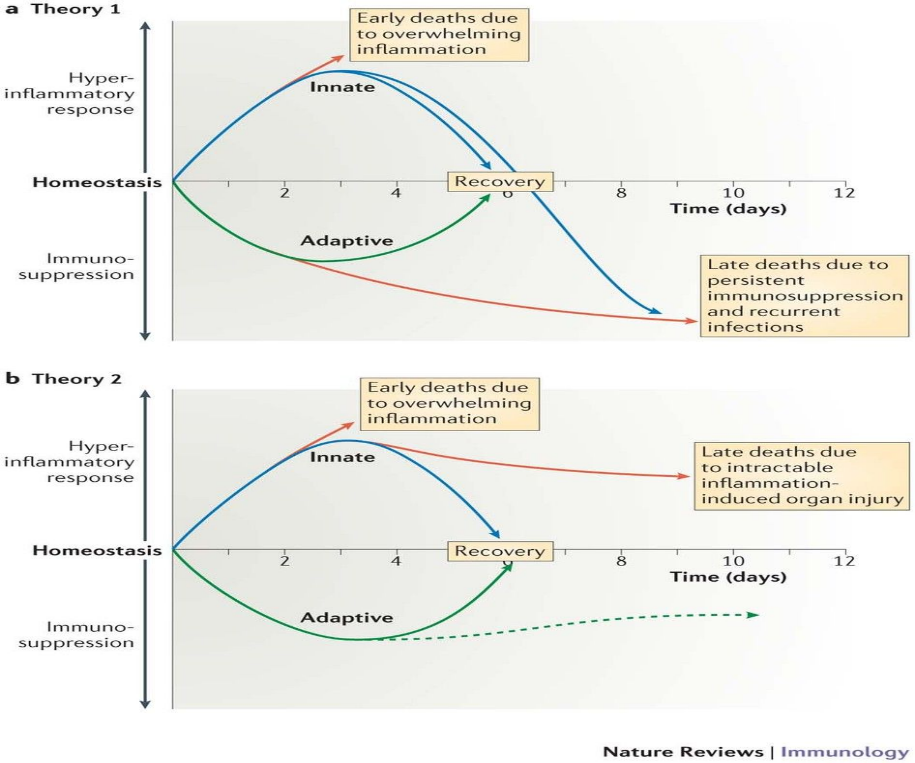 a Theory 1
Early deaths due
to overwhelming
inflammation
Hyper-
inflammatory
response
Innate
Homeostasis
Recovery
2 4 6 8 10 12
Time (days)
Adaptive
Immuno-
suppression
Late deaths due to
persistent
immunosuppression
and recurrent
infections
b Theory 2
Early deaths due
to overwhelming
inflammation
Hyper-
inflammatory
response
Innate
Late deaths due
to intractable
inflammation-
induced organ injury
Homeostasis
Recovery
2 4 6 8 10 12
Time (days)
Adaptive
Immuno-
suppression
Nature Reviews | Immunology